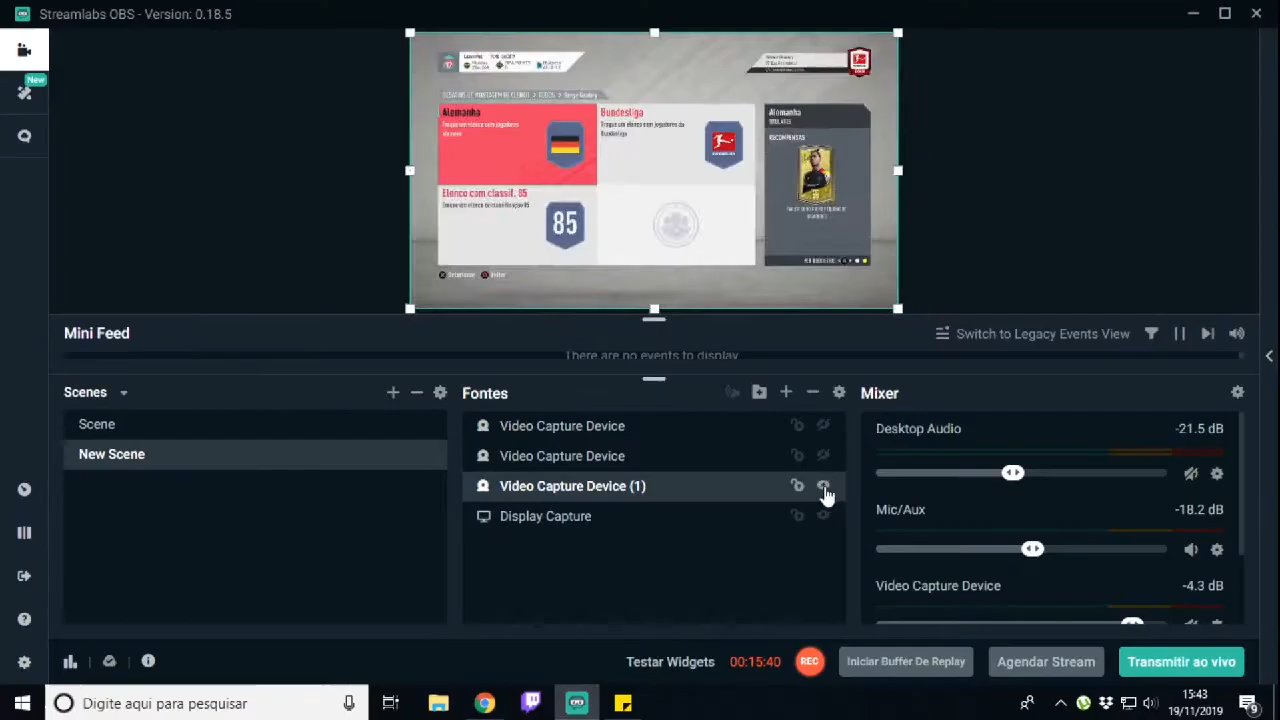 Streamlabs OBS - Version: 0.18.5
New
Alemanha
Bundesliga
Alemanha
RECOMPENSAS
Elenco com classif. 85
85
Selecionar Voltar
Mini Feed
Switch to Legacy Events View
There are no events to display
Scenes
Fontes
Mixer
Scene
New Scene
Video Capture Device
Video Capture Device
Video Capture Device (1)
Display Capture
Desktop Audio -21.5 dB
Mic/Aux -18.2 dB
Video Capture Device -4.3 dB
Testar Widgets 00:15:40 REC Iniciar Buffer De Replay Agendar Stream Transmitir ao vivo
Digite aqui para pesquisar
15:43
19/11/2019
9